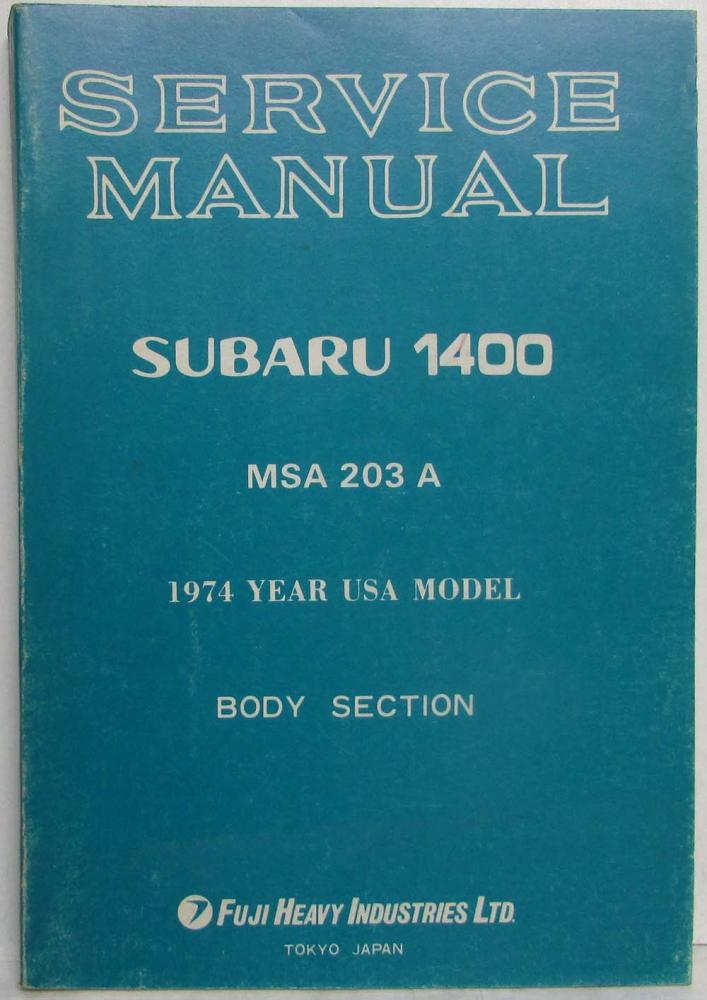 SERVICE
MANUAL
SUBARU 1400
MSA 203 A
1974 YEAR USA MODEL
BODY SECTION
FUJI HEAVY INDUSTRIES LTD.
TOKYO JAPAN